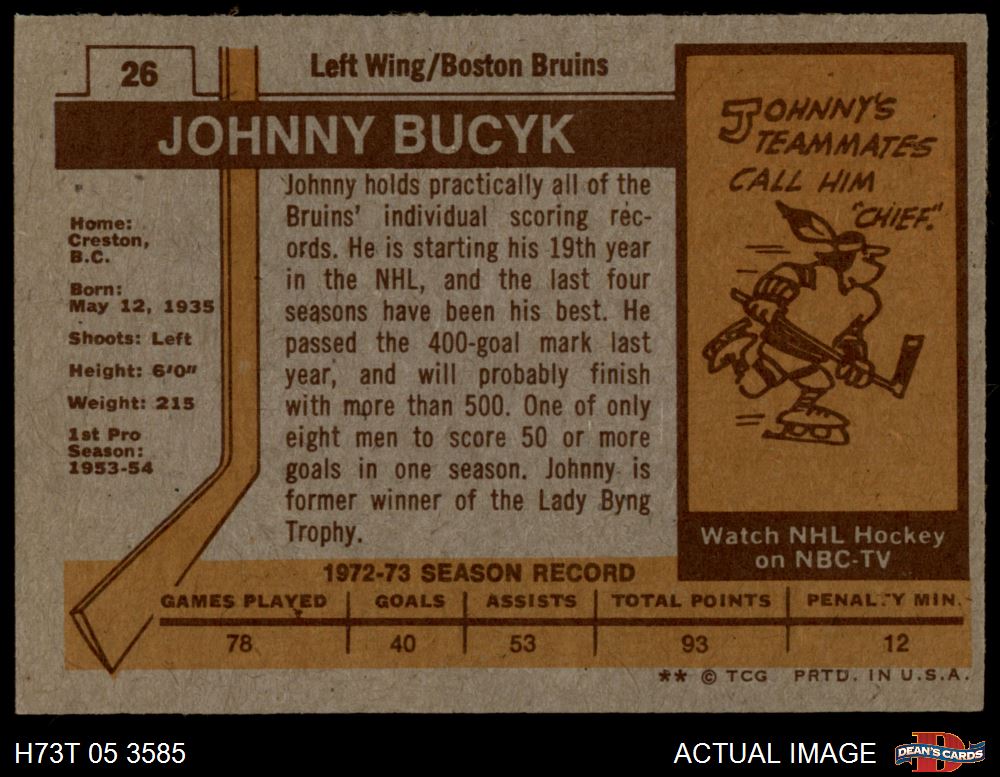 26
Left Wing/Boston Bruins
JOHNNY BUCYK
Home:
Creston,
B.C.
Born:
May 12, 1935
Shoots: Left
Height: 6'0"
Weight: 215
1st Pro
Season:
1953-54
Johnny holds practically all of the
Bruins' individual scoring rec-
ords. He is starting his 19th year
in the NHL, and the last four
seasons have been his best. He
passed the 400-goal mark last
year, and will probably finish
with more than 500. One of only
eight men to score 50 or more
goals in one season. Johnny is
former winner of the Lady Byng
Trophy.
JOHNNY'S
TEAMMATES
CALL HIM
"CHIEF."
Watch NHL Hockey
on NBC-TV
1972-73 SEASON RECORD
GAMES PLAYED GOALS ASSISTS TOTAL POINTS PENALTY MIN.
78 40 53 93 12
** © TCG PRTD. IN U.S.A.
H73T 05 3585 ACTUAL IMAGE
D DEAN'S CARDS